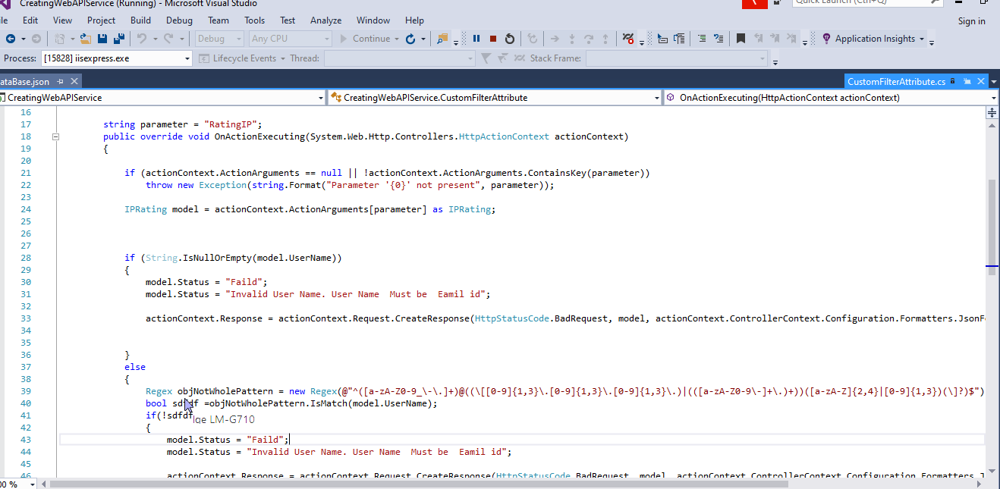 CreatingWebAPIService (Running) - Microsoft Visual Studio
Quick Launch (Ctrl+Q)
ile Edit View Project Build Debug Team Tools Test Analyze Window Help
Sign in
Debug Any CPU Continue Application Insights
Process: [15828] iisexpress.exe Lifecycle Events Thread: Stack Frame:
ataBase.json CustomFilterAttribute.cs
CreatingWebAPIService CreatingWebAPIService.CustomFilterAttribute OnActionExecuting(HttpActionContext actionContext)
16
17 string parameter = "RatingIP";
18 public override void OnActionExecuting(System.Web.Http.Controllers.HttpActionContext actionContext)
19 {
20
21 if (actionContext.ActionArguments == null || !actionContext.ActionArguments.ContainsKey(parameter))
22 throw new Exception(string.Format("Parameter '{0}' not present", parameter));
23
24 IPRating model = actionContext.ActionArguments[parameter] as IPRating;
25
26
27
28 if (String.IsNullOrEmpty(model.UserName))
29 {
30 model.Status = "Faild";
31 model.Status = "Invalid User Name. User Name  Must be  Eamil id";
32
33 actionContext.Response = actionContext.Request.CreateResponse(HttpStatusCode.BadRequest, model, actionContext.ControllerContext.Configuration.Formatters.JsonFo
34
35
36 }
37 else
38 {
39 Regex objNotWholePattern = new Regex(@"^([a-zA-Z0-9_\-\.]+)@((\[[0-9]{1,3}\.[0-9]{1,3}\.[0-9]{1,3}\.)|(([a-zA-Z0-9\-]+\.)+))([a-zA-Z]{2,4}|[0-9]{1,3})(\]?)$")
40 bool sdfdf =objNotWholePattern.IsMatch(model.UserName);
41 if(!sdfdf
lge LM-G710
42 {
43 model.Status = "Faild";
44 model.Status = "Invalid User Name. User Name  Must be  Eamil id";
45
46 actionContext.Response = actionContext.Request.CreateResponse(HttpStatusCode.BadRequest, model, actionContext.ControllerContext.Configuration.Formatters.J
00 %